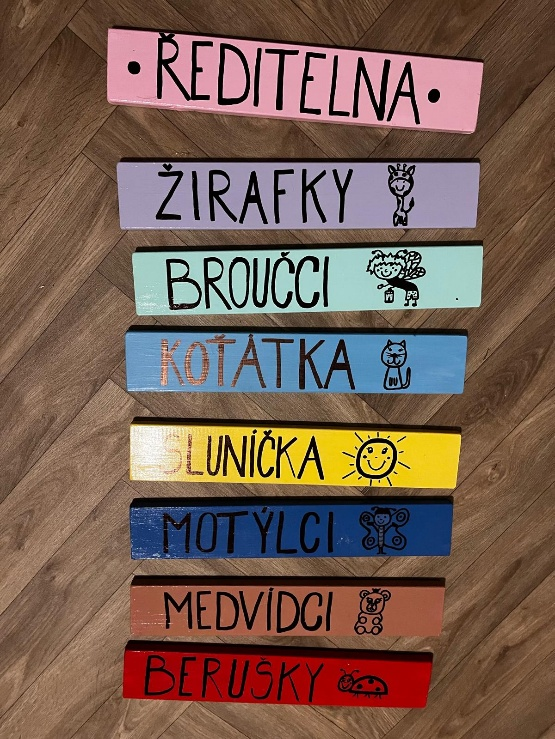 • ŘEDITELNA •
ŽIRAFKY
BROUČCI
KOŤÁTKA
SLUNÍČKA
MOTÝLCI
MEDVÍDCI
BERUŠKY